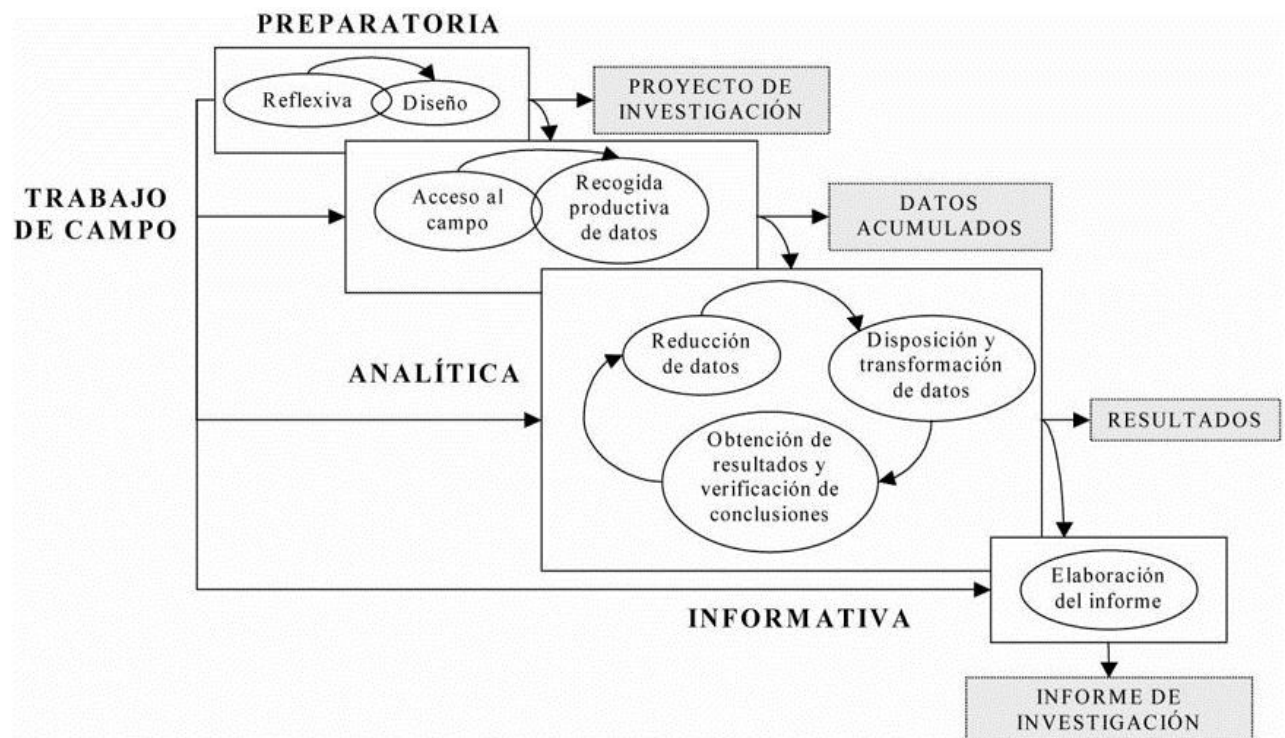 PREPARATORIA
Reflexiva
Diseño
PROYECTO DE
INVESTIGACIÓN
TRABAJO
DE CAMPO
Acceso al
campo
Recogida
productiva
de datos
DATOS
ACUMULADOS
ANALÍTICA
Reducción
de datos
Disposición y
transformación
de datos
Obtención de
resultados y
verificación de
conclusiones
RESULTADOS
INFORMATIVA
Elaboración
del informe
INFORME DE
INVESTIGACIÓN